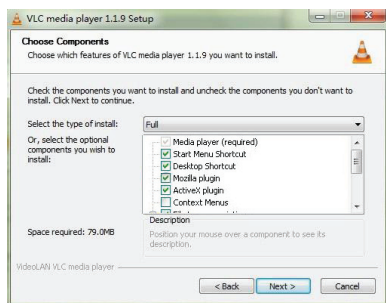 VLC media player 1.1.9 Setup
Choose Components
Choose which features of VLC media player 1.1.9 you want to install.
Check the components you want to install and uncheck the components you don't want to
install. Click Next to continue.
Select the type of install:
Full
Or, select the optional
components you wish to
install:
Media player (required)
Start Menu Shortcut
Desktop Shortcut
Mozilla plugin
ActiveX plugin
Context Menus
Space required: 79.0MB
Description
Position your mouse over a component to see its
description.
VideoLAN VLC media player
< Back
Next >
Cancel